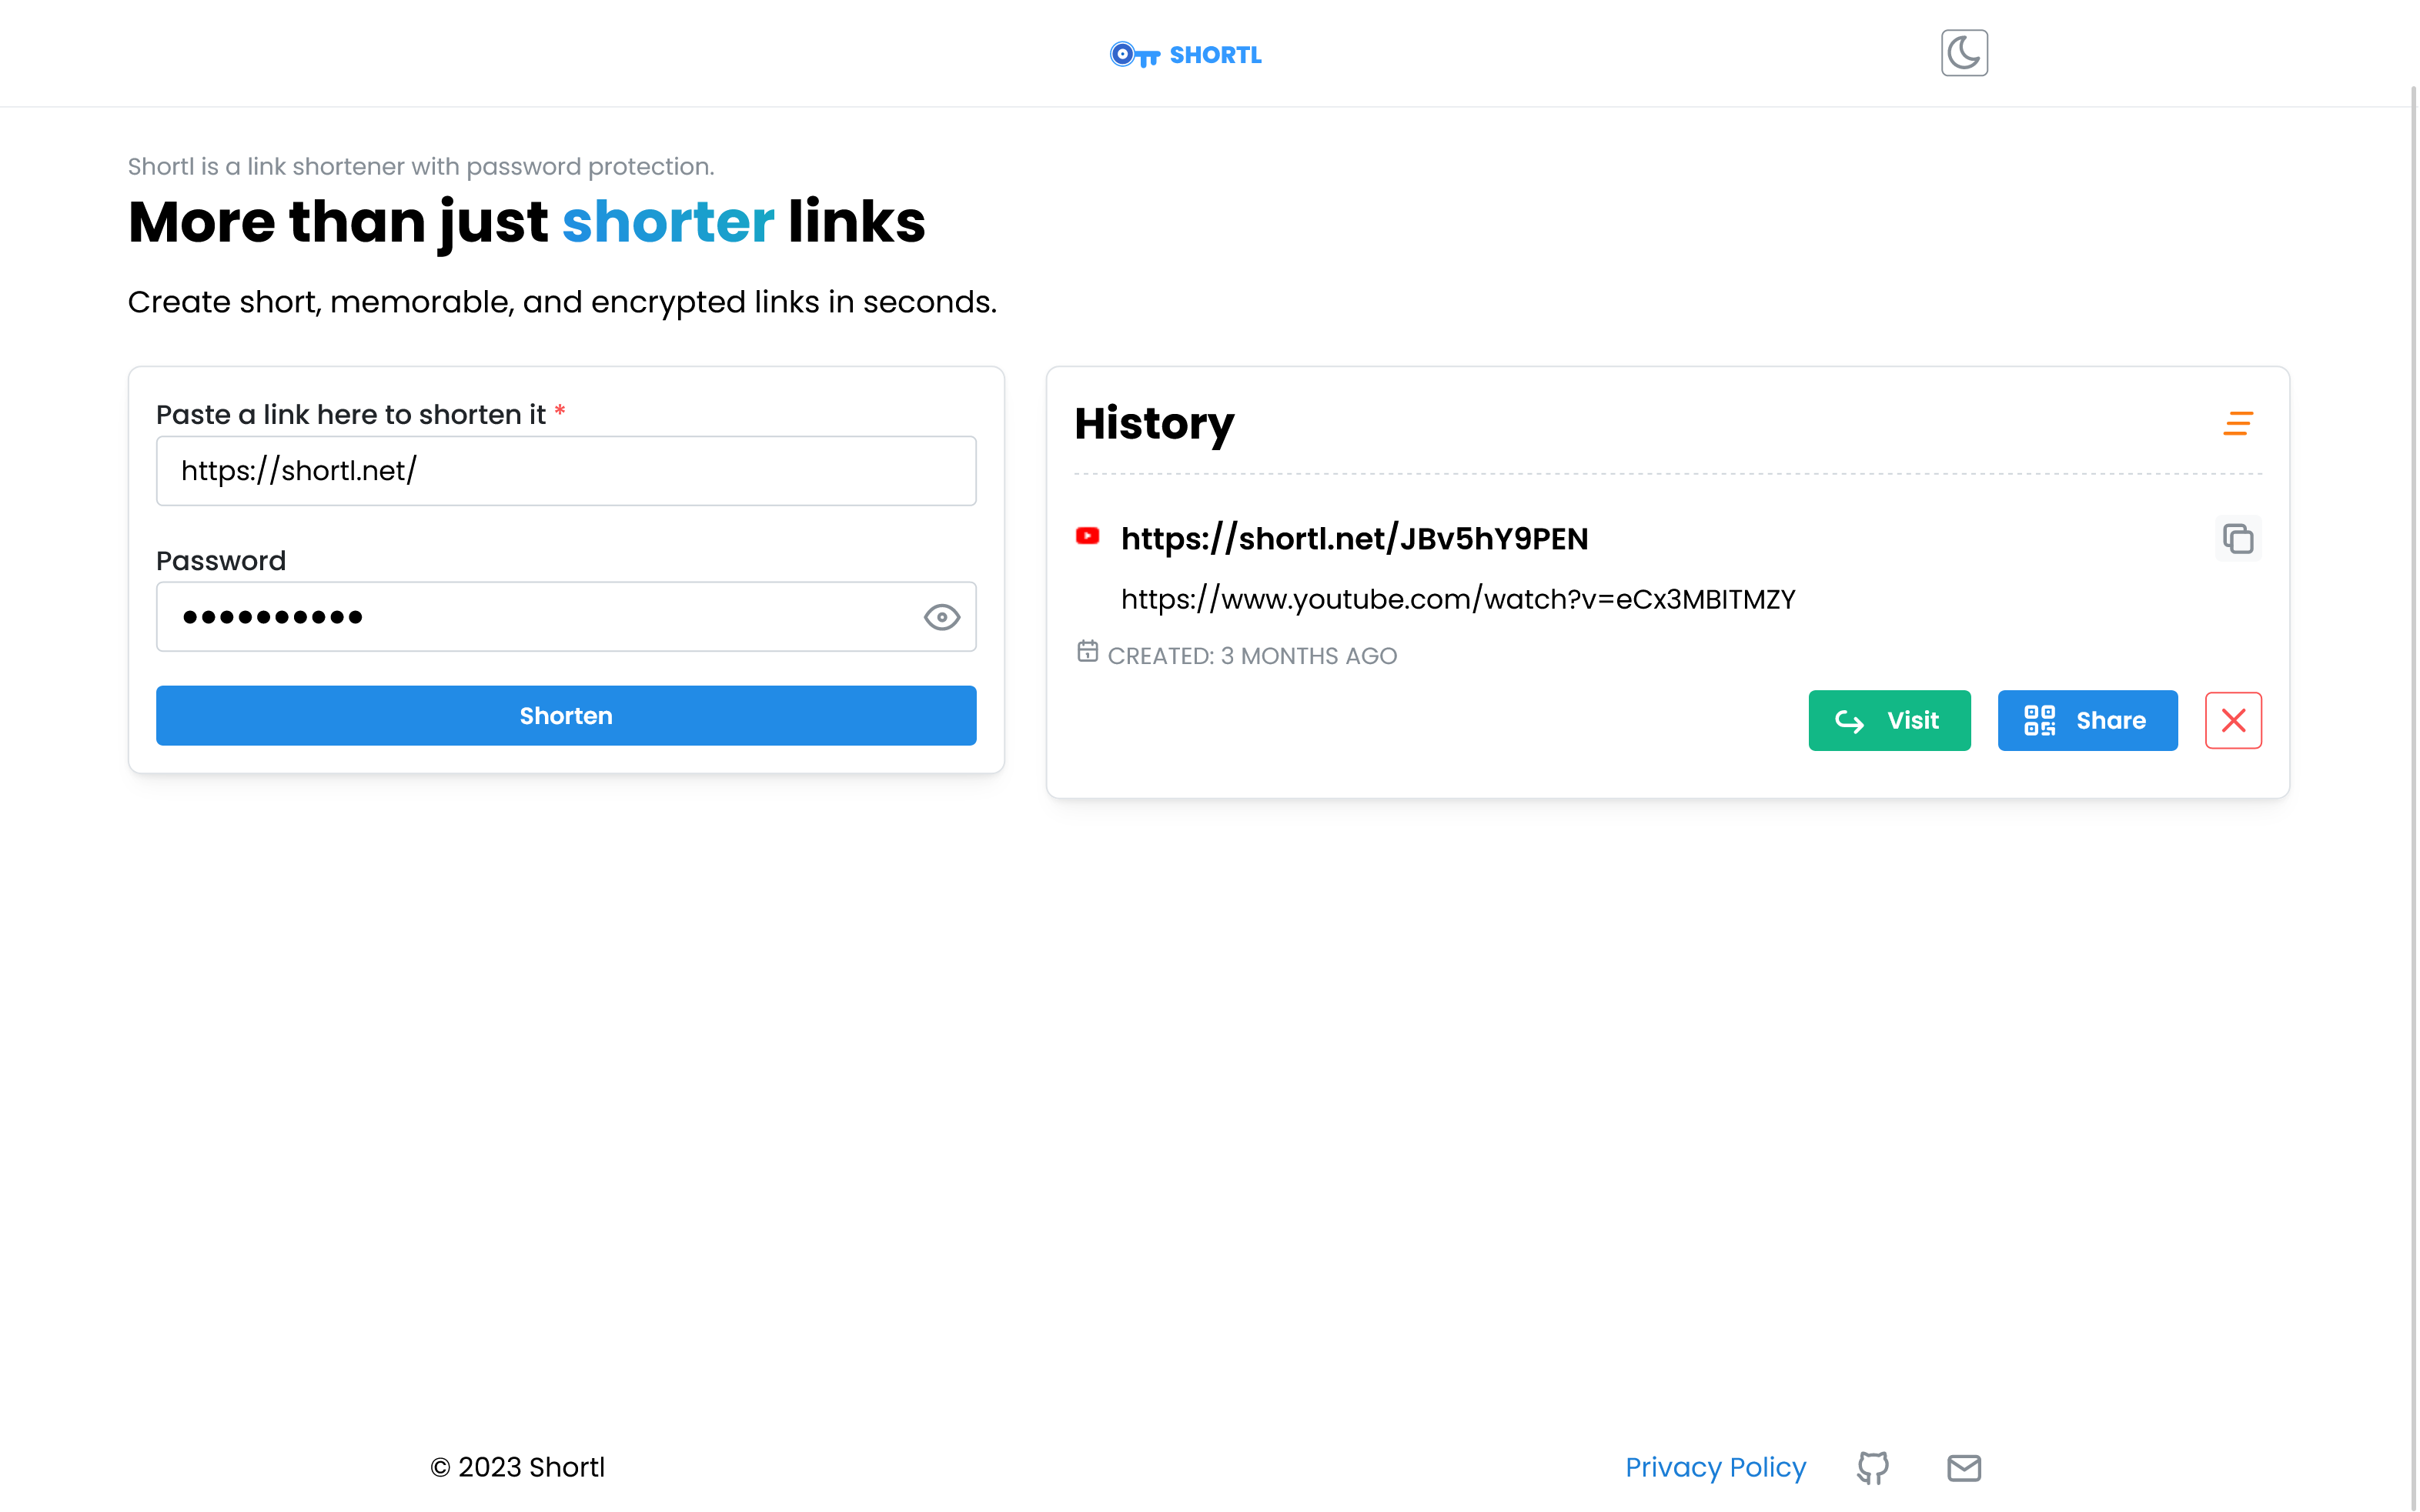 SHORTL
Shortl is a link shortener with password protection.
More than just shorter links
Create short, memorable, and encrypted links in seconds.
Paste a link here to shorten it *
https://shortl.net/
Password
••••••••••
Shorten
History
https://shortl.net/JBv5hY9PEN
https://www.youtube.com/watch?v=eCx3MBITMZY
CREATED: 3 MONTHS AGO
Visit
Share
© 2023 Shortl
Privacy Policy